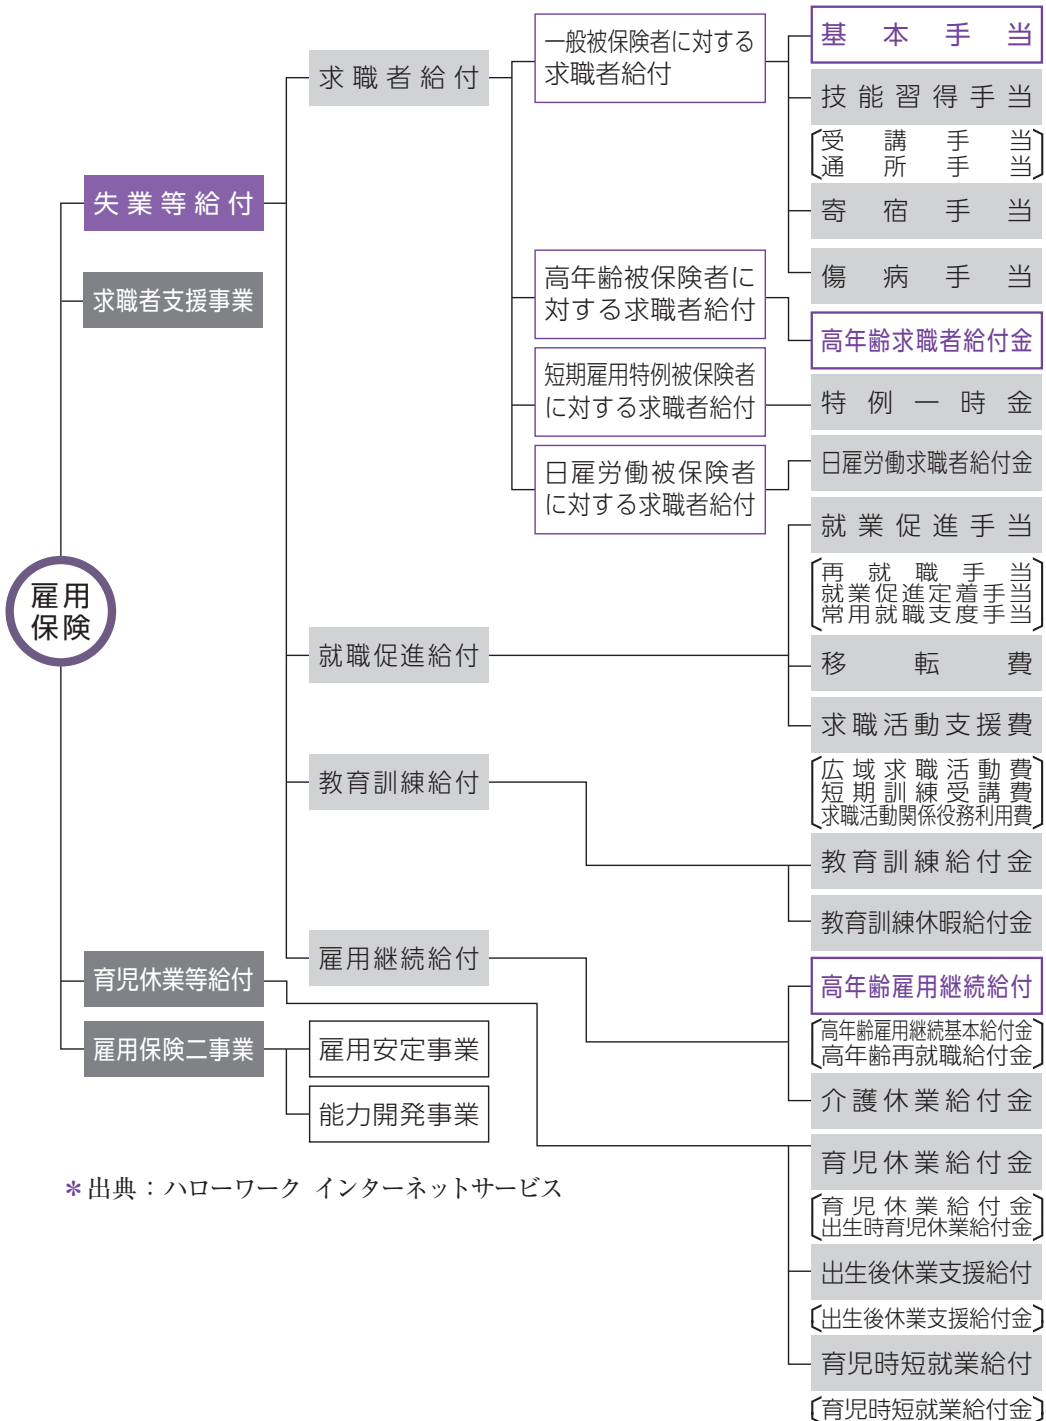 雇用
保険
失業等給付
求職者支援事業
育児休業等給付
雇用保険二事業
求職者給付
就職促進給付
教育訓練給付
雇用継続給付
雇用安定事業
能力開発事業
一般被保険者に対する
求職者給付
高年齢被保険者に
対する求職者給付
短期雇用特例被保険者
に対する求職者給付
日雇労働被保険者
に対する求職者給付
基本手当
技能習得手当
受講手当
通所手当
寄宿手当
傷病手当
高年齢求職者給付金
特例一時金
日雇労働求職者給付金
就業促進手当
再就職手当
就業促進定着手当
常用就職支度手当
移転費
求職活動支援費
広域求職活動費
短期訓練受講費
求職活動関係役務利用費
教育訓練給付金
教育訓練休暇給付金
高年齢雇用継続給付
高年齢雇用継続基本給付金
高年齢再就職給付金
介護休業給付金
育児休業給付金
育児休業給付金
出生時育児休業給付金
出生後休業支援給付
出生後休業支援給付金
育児時短就業給付
育児時短就業給付金
＊出典：ハローワーク インターネットサービス